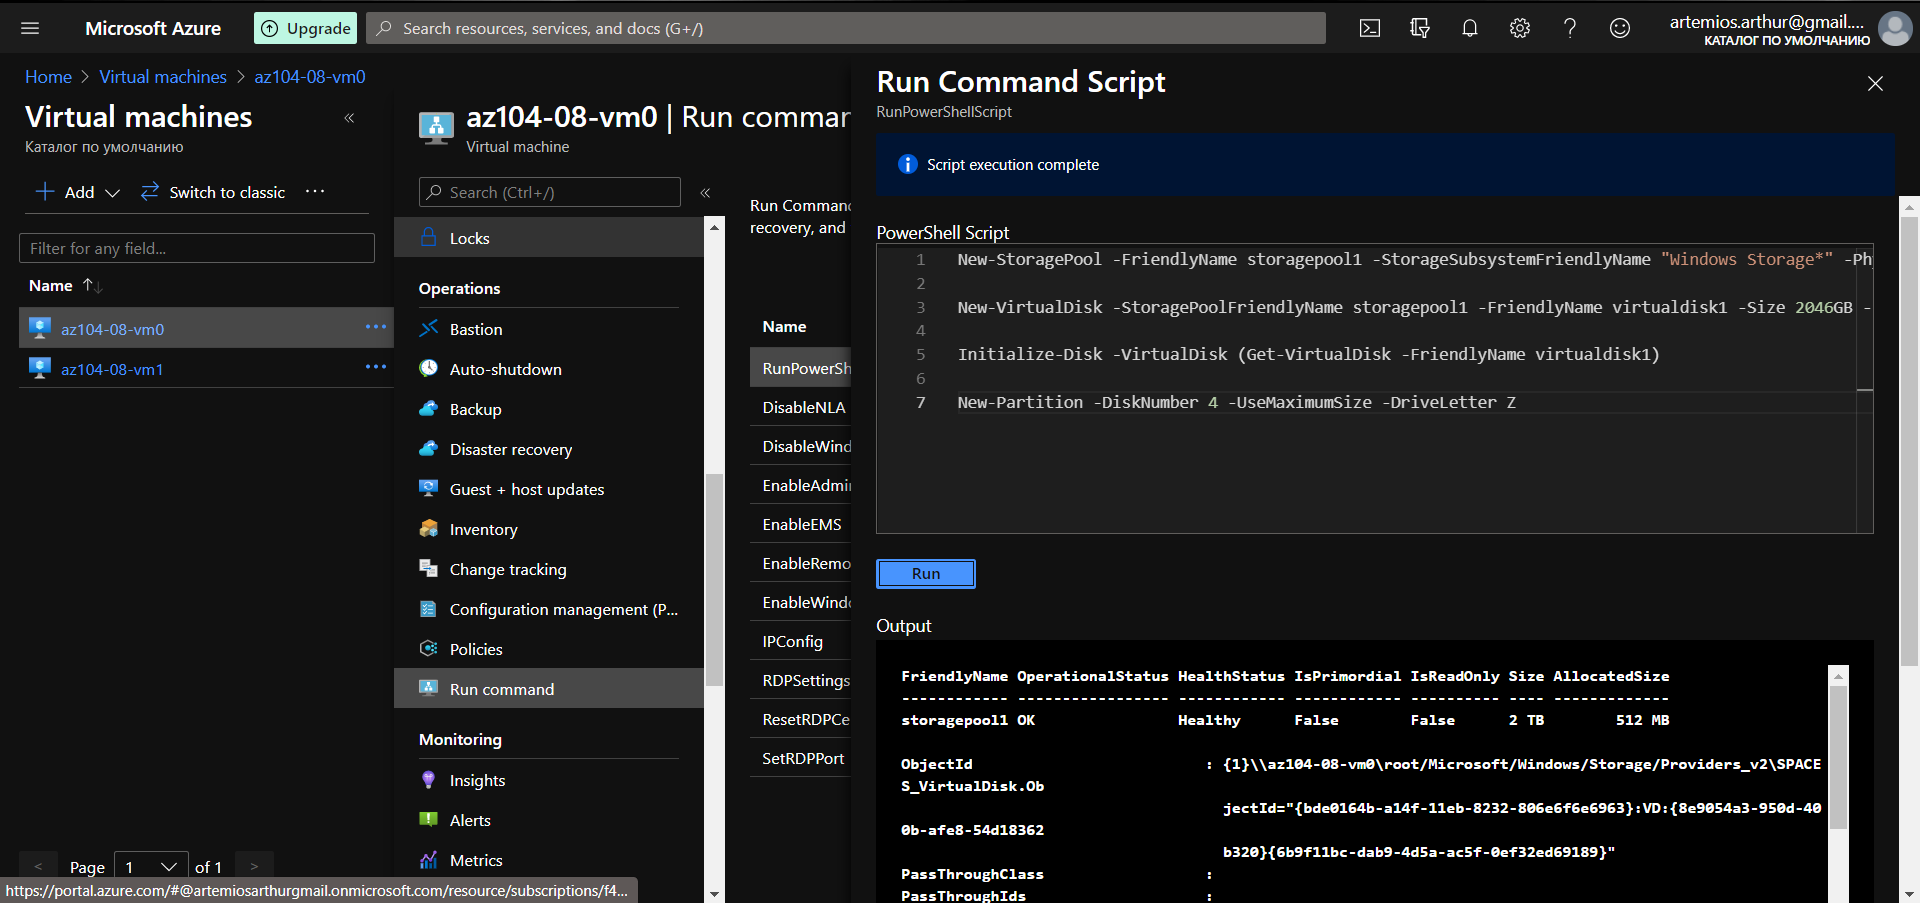 Microsoft Azure
Upgrade
Search resources, services, and docs (G+/)
artemios.arthur@gmail....
КАТАЛОГ ПО УМОЛЧАНИЮ
Home > Virtual machines > az104-08-vm0
Virtual machines
Каталог по умолчанию
Add
Switch to classic
Filter for any field...
Name
az104-08-vm0
az104-08-vm1
< Page 1 of 1 >
https://portal.azure.com/#@artemiosarthurgmail.onmicrosoft.com/resource/subscriptions/f4...
az104-08-vm0 | Run comman
Virtual machine
Search (Ctrl+/)
Locks
Operations
Bastion
Auto-shutdown
Backup
Disaster recovery
Guest + host updates
Inventory
Change tracking
Configuration management (P...
Policies
Run command
Monitoring
Insights
Alerts
Metrics
Run Command
recovery, and
Name
RunPowerSh
DisableNLA
DisableWind
EnableAdmi
EnableEMS
EnableRemo
EnableWindo
IPConfig
RDPSettings
ResetRDPCe
SetRDPPort
Run Command Script
RunPowerShellScript
Script execution complete
PowerShell Script
1 New-StoragePool -FriendlyName storagepool1 -StorageSubsystemFriendlyName "Windows Storage*" -Ph
2
3 New-VirtualDisk -StoragePoolFriendlyName storagepool1 -FriendlyName virtualdisk1 -Size 2046GB -
4
5 Initialize-Disk -VirtualDisk (Get-VirtualDisk -FriendlyName virtualdisk1)
6
7 New-Partition -DiskNumber 4 -UseMaximumSize -DriveLetter Z
Run
Output
FriendlyName OperationalStatus HealthStatus IsPrimordial IsReadOnly Size AllocatedSize
------------ ----------------- ------------ ------------ ---------- ---- -------------
storagepool1 OK Healthy False False 2 TB 512 MB
ObjectId : {1}\\az104-08-vm0\root/Microsoft/Windows/Storage/Providers_v2\SPACE
S_VirtualDisk.Ob
jectId="{bde0164b-a14f-11eb-8232-806e6f6e6963}:VD:{8e9054a3-950d-40
0b-afe8-54d18362
b320}{6b9f11bc-dab9-4d5a-ac5f-0ef32ed69189}"
PassThroughClass :
PassThroughIds :